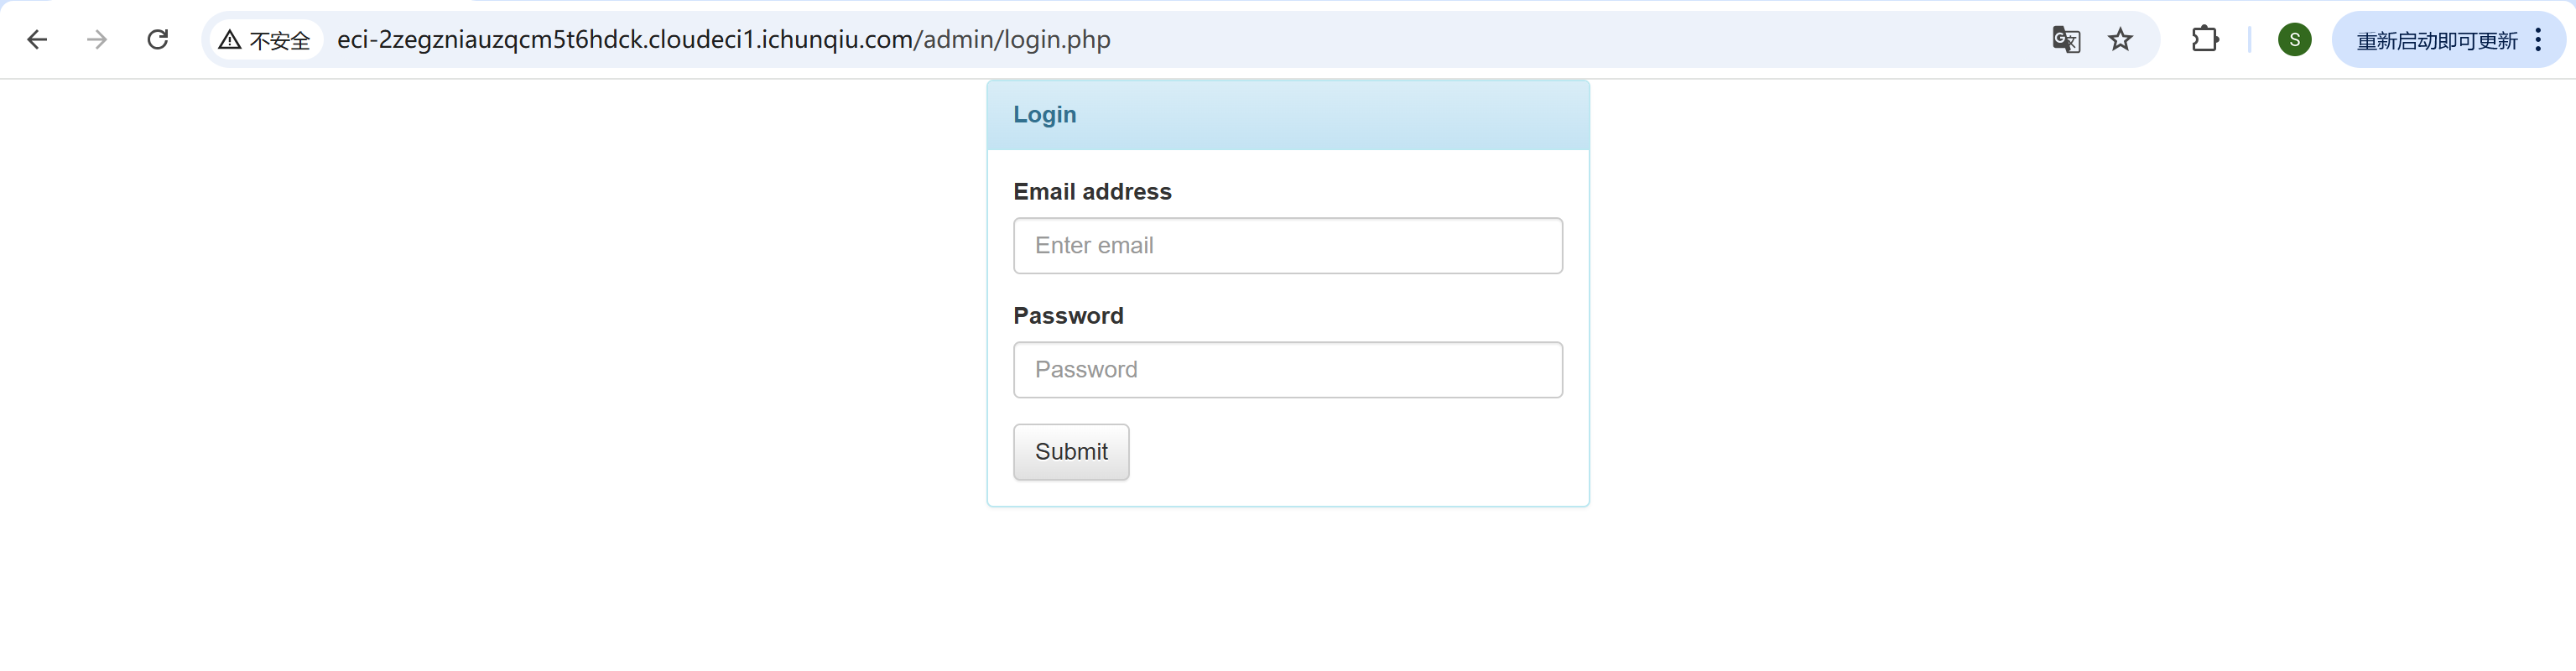 不安全 eci-2zegzniauzqcm5t6hdck.cloudeci1.ichunqiu.com/admin/login.php S 重新启动即可更新
Login
Email address
Enter email
Password
Password
Submit